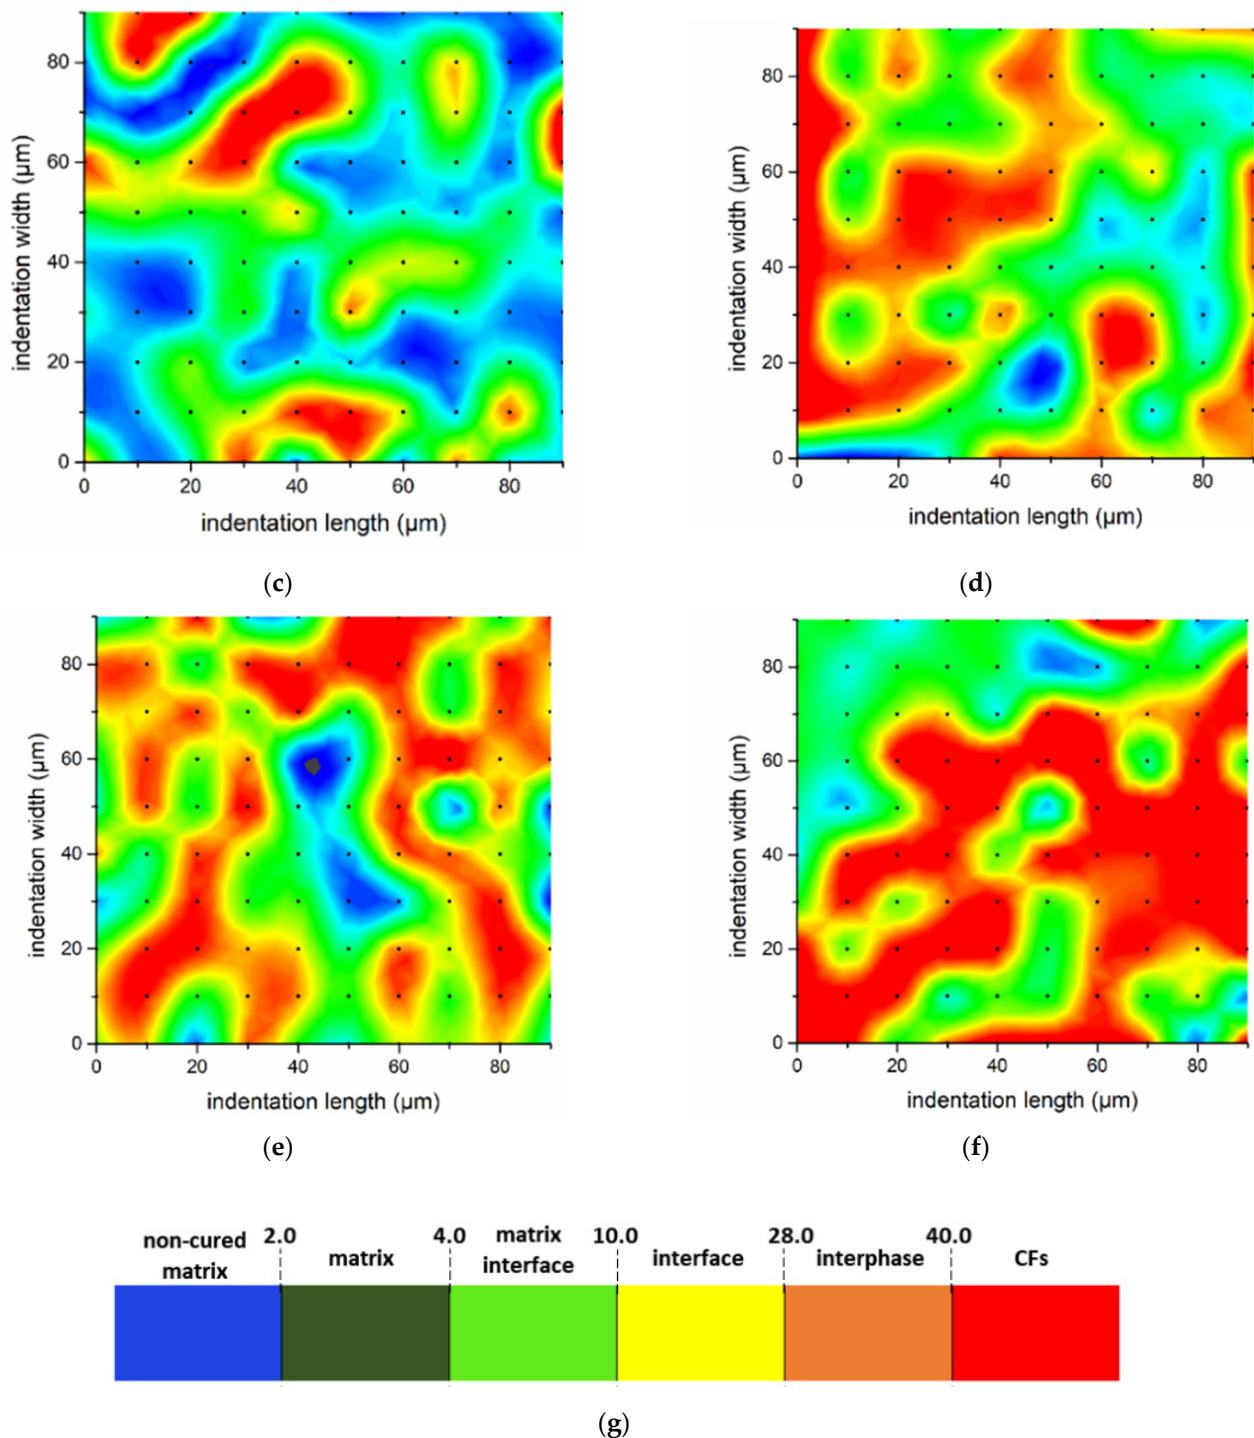 80
60
40
20
0
indentation width (μm)
0 20 40 60 80
indentation length (μm)
(c)
80
60
40
20
0
indentation width (μm)
0 20 40 60 80
indentation length (μm)
(d)
80
60
40
20
0
indentation width (μm)
0 20 40 60 80
indentation length (μm)
(e)
80
60
40
20
0
indentation width (μm)
0 20 40 60 80
indentation length (μm)
(f)
non-cured matrix
2.0
matrix
4.0
matrix interface
10.0
interface
28.0
interphase
40.0
CFs
(g)